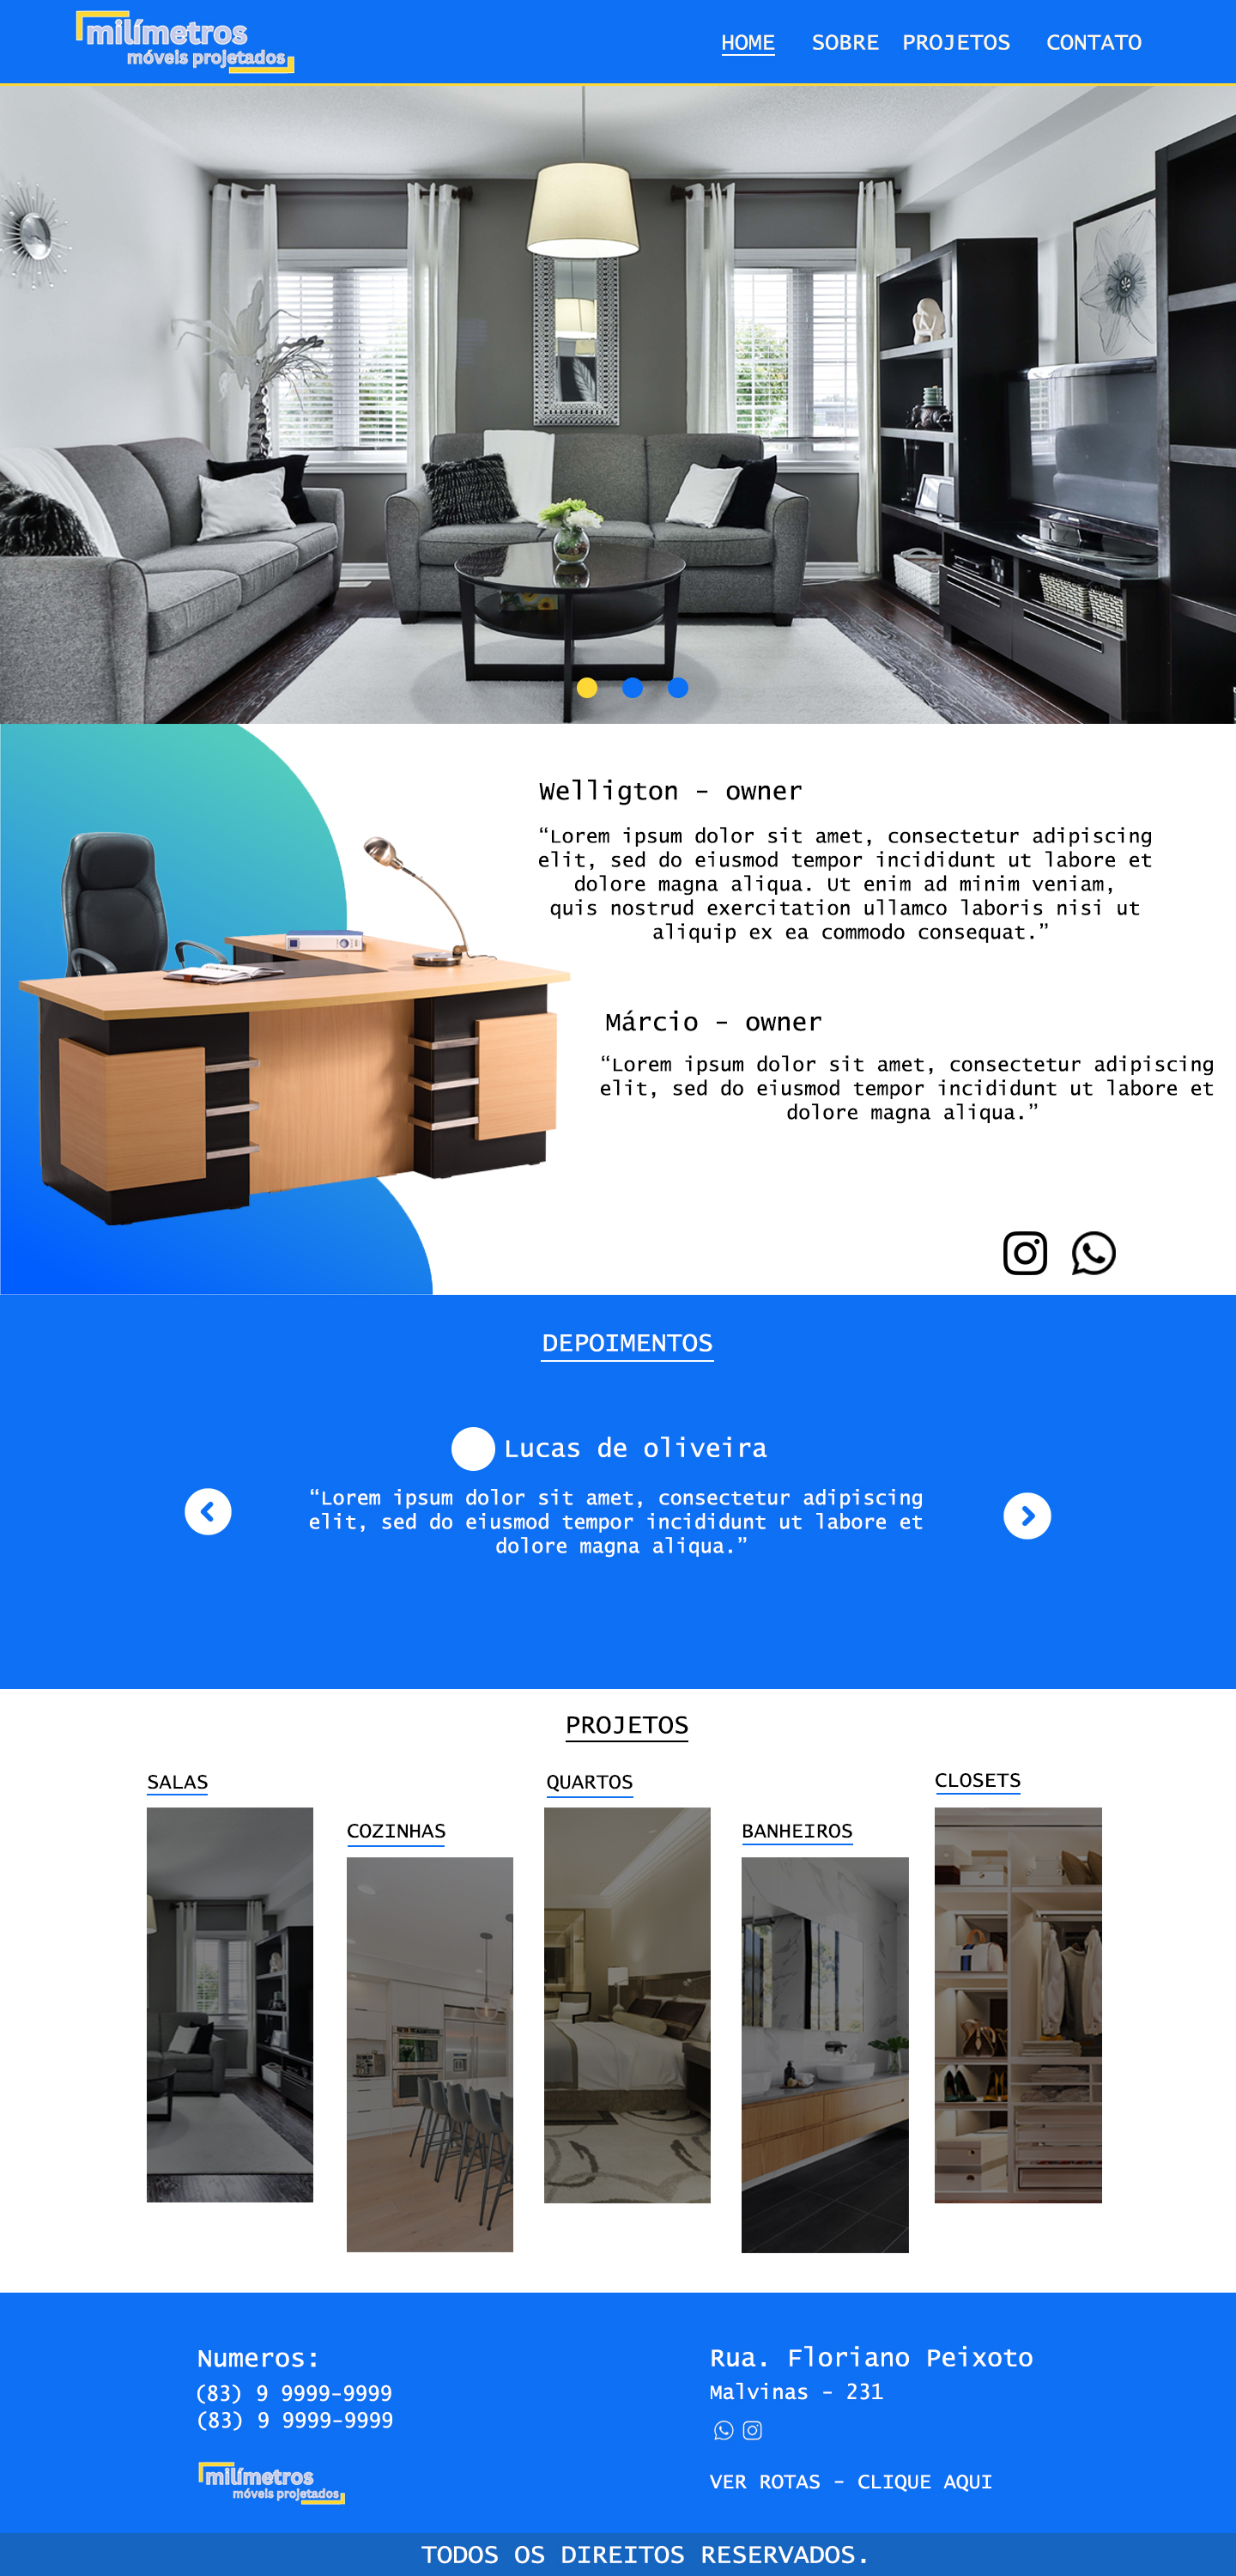 milímetros
móveis projetados
HOME SOBRE PROJETOS CONTATO
Welligton - owner
“Lorem ipsum dolor sit amet, consectetur adipiscing
elit, sed do eiusmod tempor incididunt ut labore et
dolore magna aliqua. Ut enim ad minim veniam,
quis nostrud exercitation ullamco laboris nisi ut
aliquip ex ea commodo consequat.”
Márcio - owner
“Lorem ipsum dolor sit amet, consectetur adipiscing
elit, sed do eiusmod tempor incididunt ut labore et
dolore magna aliqua.”
DEPOIMENTOS
Lucas de oliveira
“Lorem ipsum dolor sit amet, consectetur adipiscing
elit, sed do eiusmod tempor incididunt ut labore et
dolore magna aliqua.”
PROJETOS
SALAS
COZINHAS
QUARTOS
BANHEIROS
CLOSETS
Numeros:
(83) 9 9999-9999
(83) 9 9999-9999
milímetros
móveis projetados
Rua. Floriano Peixoto
Malvinas - 231
VER ROTAS - CLIQUE AQUI
TODOS OS DIREITOS RESERVADOS.